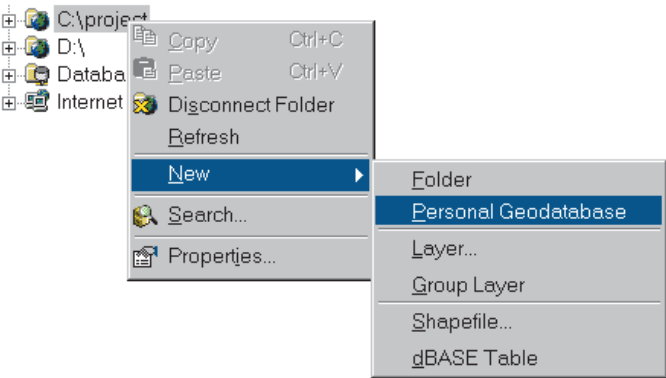 C:\project
D:\
Databa
Internet
Copy Ctrl+C
Paste Ctrl+V
Disconnect Folder
Refresh
New
Search...
Properties...
Folder
Personal Geodatabase
Layer...
Group Layer
Shapefile...
dBASE Table